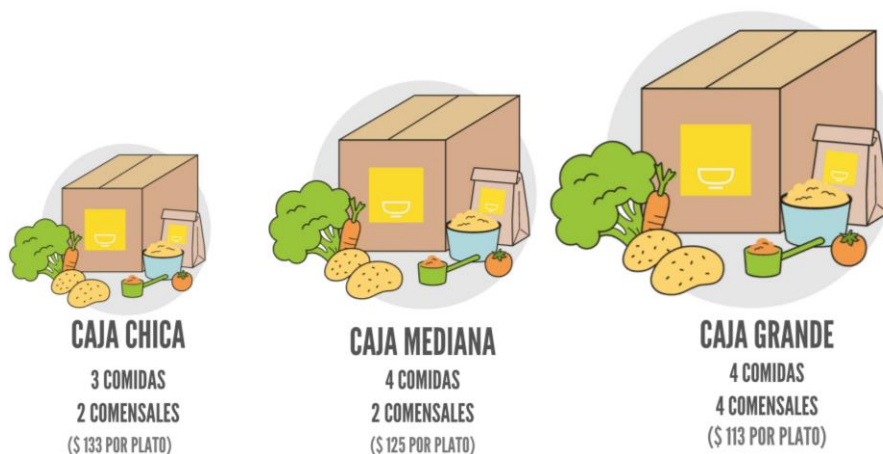 CAJA CHICA
3 COMIDAS
2 COMENSALES
($ 133 POR PLATO)
CAJA MEDIANA
4 COMIDAS
2 COMENSALES
($ 125 POR PLATO)
CAJA GRANDE
4 COMIDAS
4 COMENSALES
($ 113 POR PLATO)